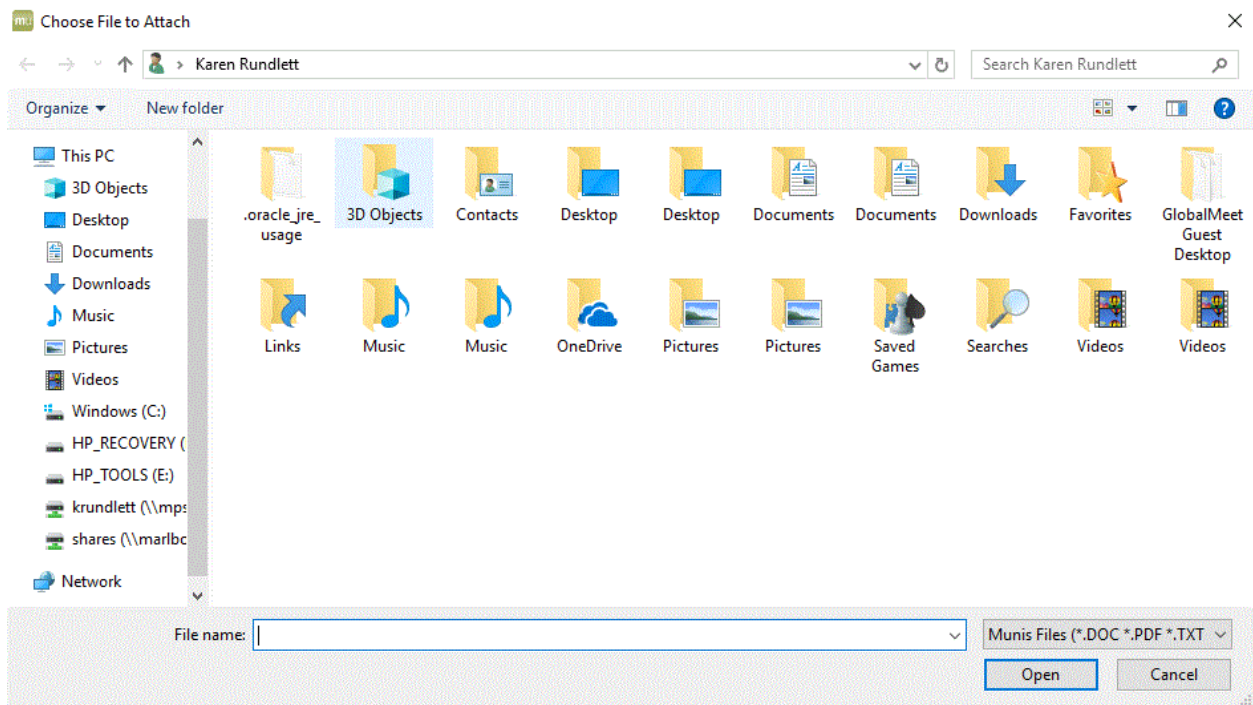 mu Choose File to Attach
Karen Rundlett
Search Karen Rundlett
Organize New folder
This PC
3D Objects
Desktop
Documents
Downloads
Music
Pictures
Videos
Windows (C:)
HP_RECOVERY (
HP_TOOLS (E:)
krundlett (\\mps
shares (\\marlbc
Network
.oracle_jre_
usage
3D Objects
Contacts
Desktop
Desktop
Documents
Documents
Downloads
Favorites
GlobalMeet
Guest
Desktop
Links
Music
Music
OneDrive
Pictures
Pictures
Saved
Games
Searches
Videos
Videos
File name:
Munis Files (*.DOC *.PDF *.TXT
Open Cancel